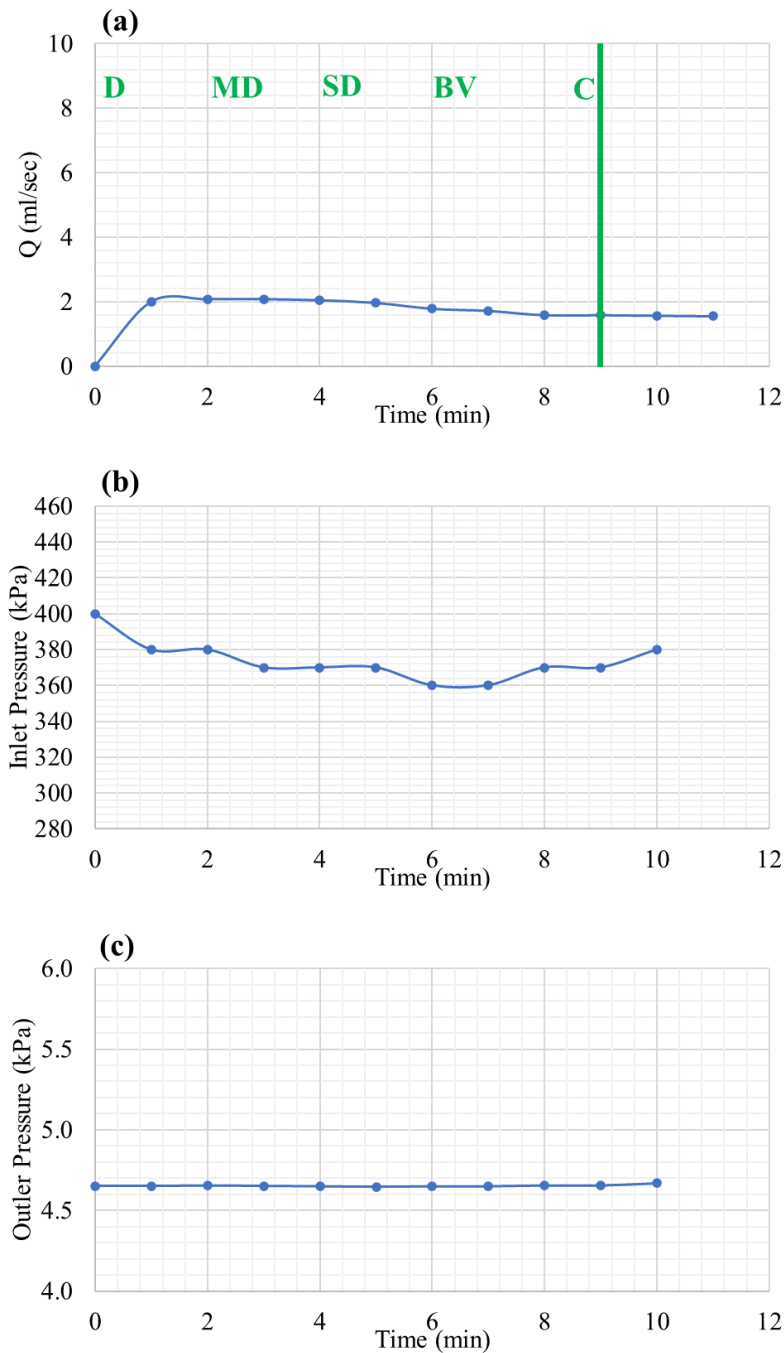 (a)
10
8
6
4
2
0
Q (ml/sec)
D MD SD BV C
0 2 4 6 8 10 12
Time (min)
(b)
460
440
420
400
380
360
340
320
300
280
Inlet Pressure (kPa)
0 2 4 6 8 10 12
Time (min)
(c)
6.0
5.5
5.0
4.5
4.0
Outler Pressure (kPa)
0 2 4 6 8 10 12
Time (min)